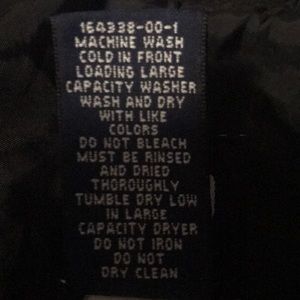 164338-00-1
MACHINE WASH
COLD IN FRONT
LOADING LARGE
CAPACITY WASHER
WASH AND DRY
WITH LIKE
COLORS
DO NOT BLEACH
MUST BE RINSED
AND DRIED
THOROUGHLY
TUMBLE DRY LOW
IN LARGE
CAPACITY DRYER
DO NOT IRON
DO NOT
DRY CLEAN